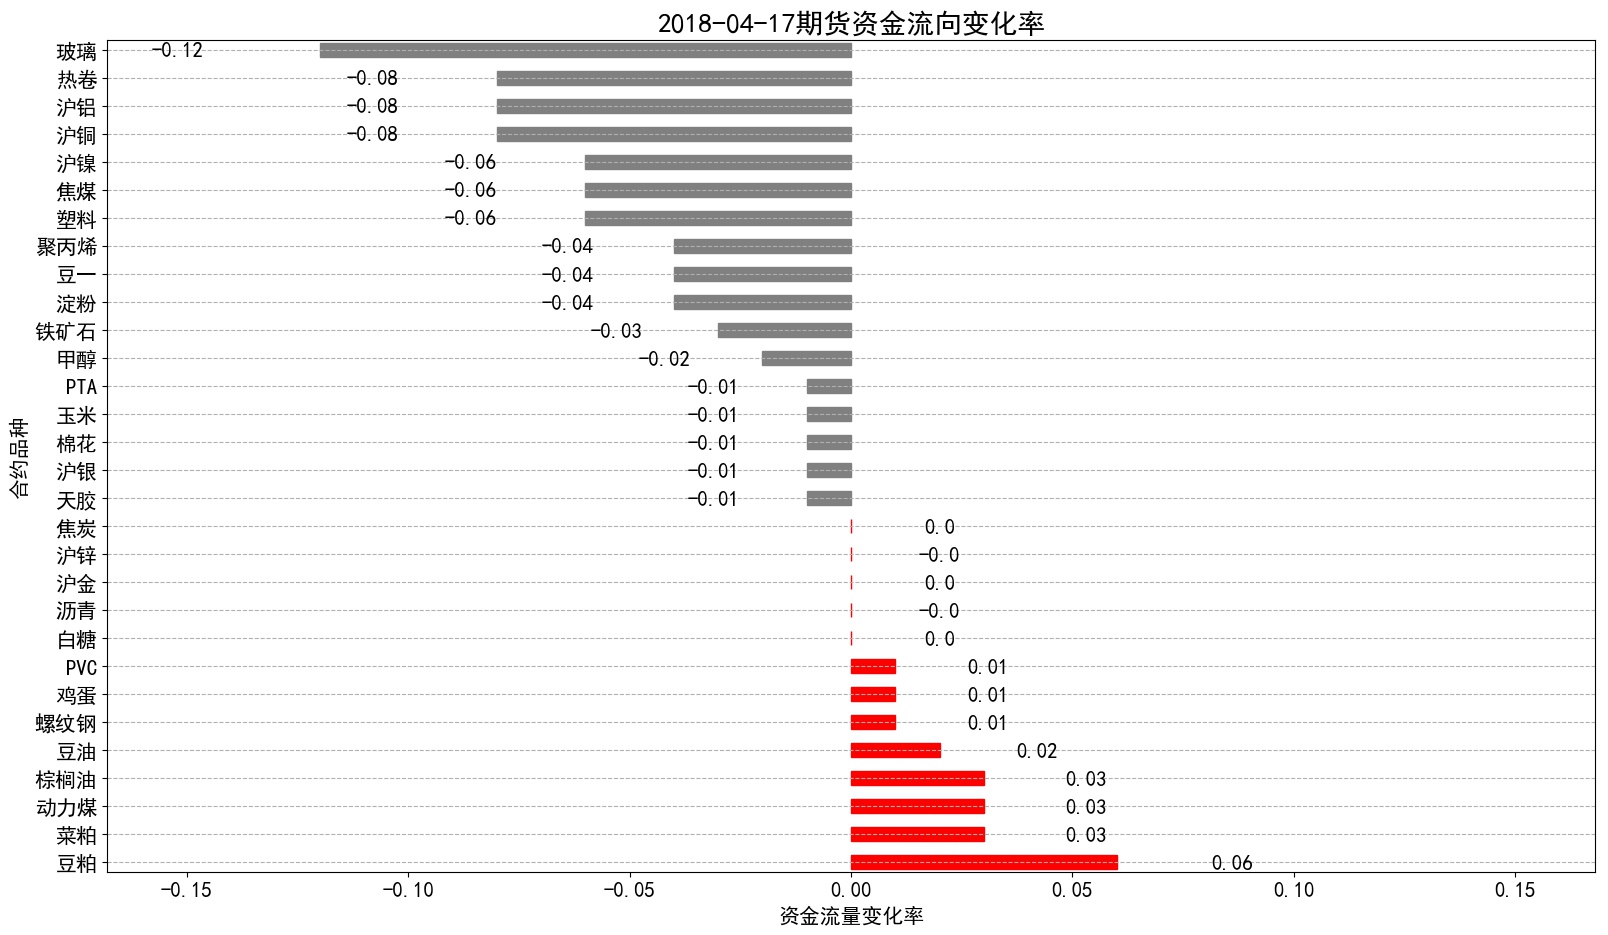 2018-04-17期货资金流向变化率
玻璃 -0.12
热卷 -0.08
沪铝 -0.08
沪铜 -0.08
沪镍 -0.06
焦煤 -0.06
塑料 -0.06
聚丙烯 -0.04
豆一 -0.04
淀粉 -0.04
铁矿石 -0.03
甲醇 -0.02
PTA -0.01
玉米 -0.01
棉花 -0.01
沪银 -0.01
天胶 -0.01
焦炭 0.0
沪锌 -0.0
沪金 0.0
沥青 -0.0
白糖 0.0
PVC 0.01
鸡蛋 0.01
螺纹钢 0.01
豆油 0.02
棕榈油 0.03
动力煤 0.03
菜粕 0.03
豆粕 0.06
合约品种
-0.15 -0.10 -0.05 0.00 0.05 0.10 0.15
资金流量变化率